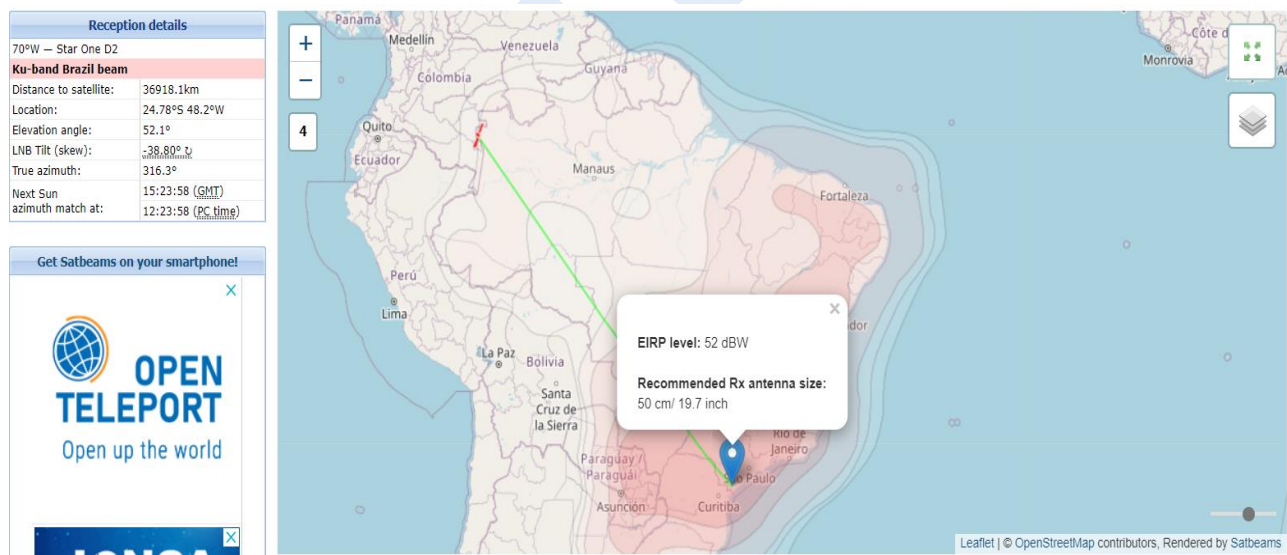 Reception details
70°W — Star One D2
Ku-band Brazil beam
Distance to satellite: 36918.1km
Location: 24.78°S 48.2°W
Elevation angle: 52.1°
LNB Tilt (skew): -38.80° ↻
True azimuth: 316.3°
Next Sun azimuth match at: 15:23:58 (GMT)
12:23:58 (PC time)
Get Satbeams on your smartphone!
OPEN
TELEPORT
Open up the world
+
−
4
Panamá
Medellín
Venezuela
Guyana
Colombia
Quito
Ecuador
Manaus
Fortaleza
Monrovia
Côte d
Perú
Lima
La Paz
Bolivia
Santa
Cruz de
la Sierra
dor
×
EIRP level: 52 dBW
Recommended Rx antenna size:
50 cm/ 19.7 inch
Rio de
Janeiro
Paraguay /
Paraguái
Paulo
Asunción
Curitiba
Leaflet | © OpenStreetMap contributors, Rendered by Satbeams